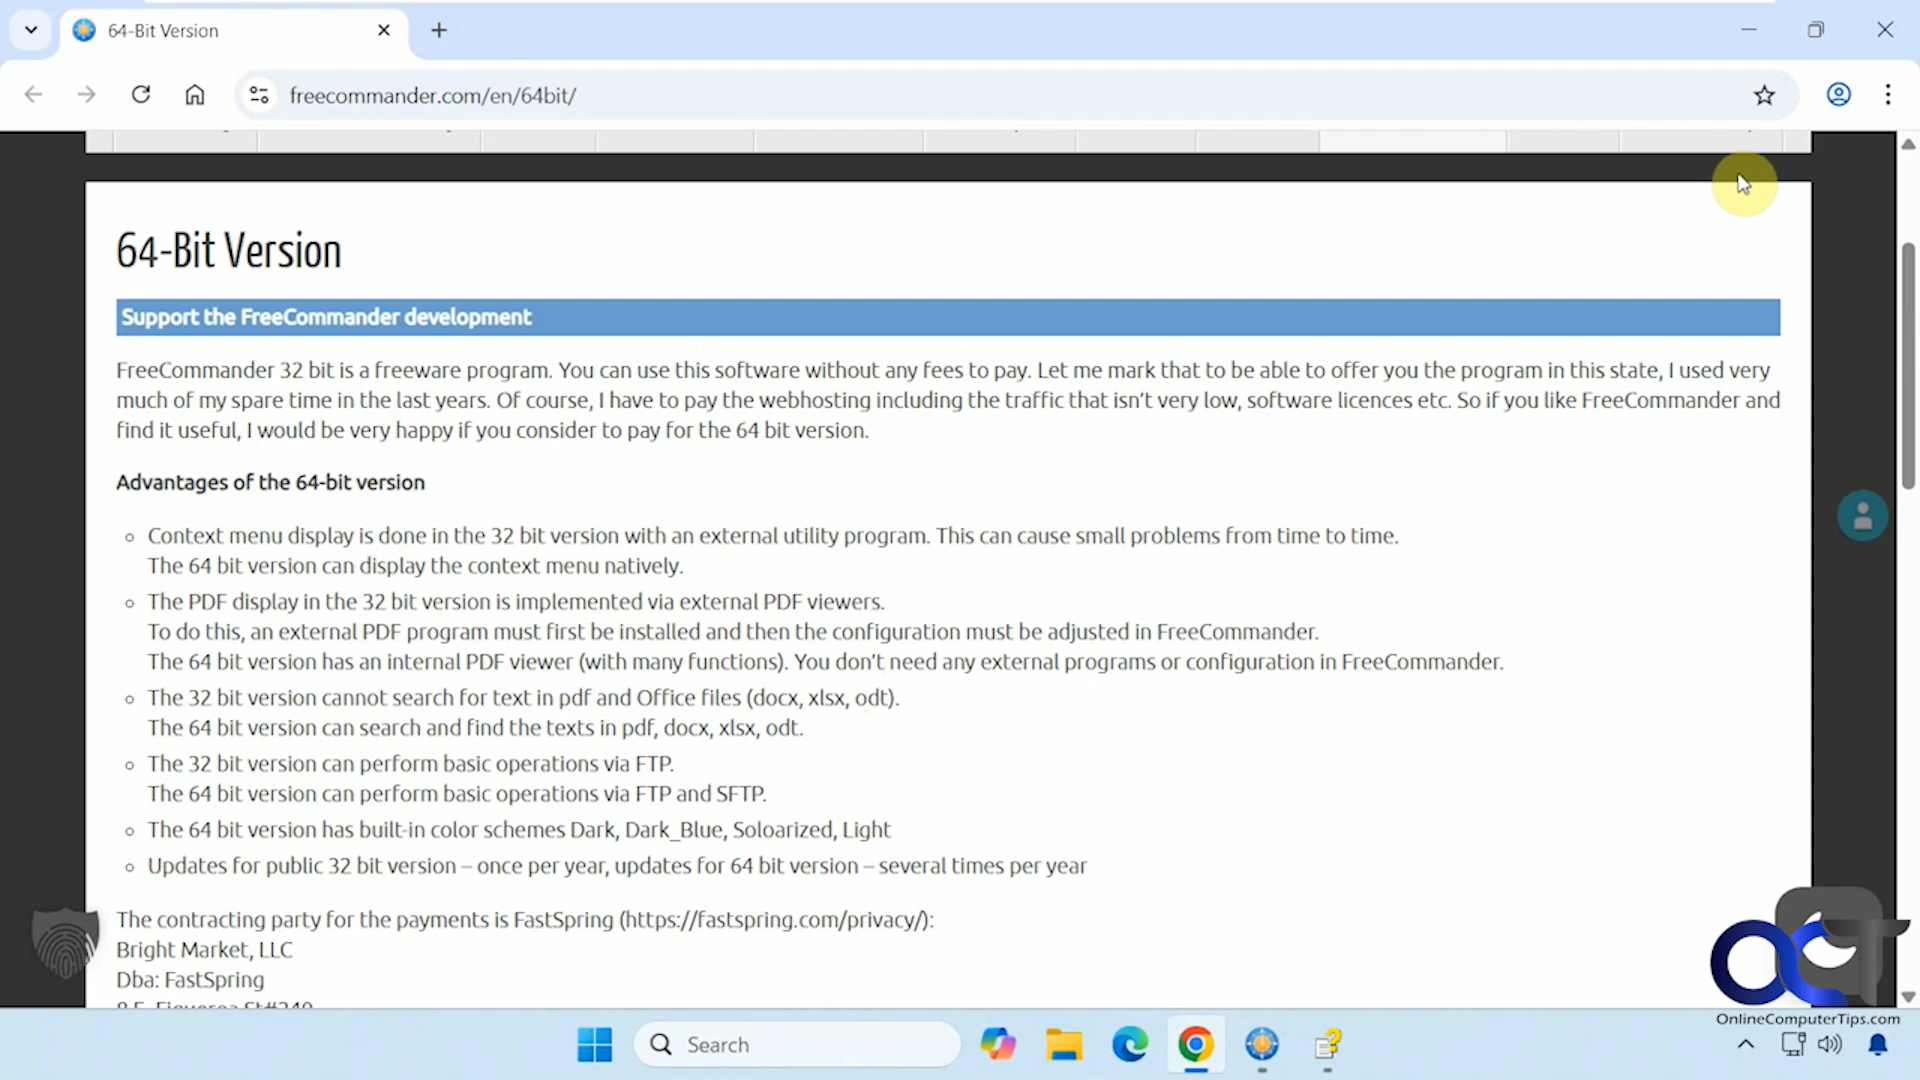 64-Bit Version
freecommander.com/en/64bit/
64-Bit Version
Support the FreeCommander development
FreeCommander 32 bit is a freeware program. You can use this software without any fees to pay. Let me mark that to be able to offer you the program in this state, I used very
much of my spare time in the last years. Of course, I have to pay the webhosting including the traffic that isn't very low, software licences etc. So if you like FreeCommander and
find it useful, I would be very happy if you consider to pay for the 64 bit version.
Advantages of the 64-bit version
Context menu display is done in the 32 bit version with an external utility program. This can cause small problems from time to time.
The 64 bit version can display the context menu natively.
The PDF display in the 32 bit version is implemented via external PDF viewers.
To do this, an external PDF program must first be installed and then the configuration must be adjusted in FreeCommander.
The 64 bit version has an internal PDF viewer (with many functions). You don't need any external programs or configuration in FreeCommander.
The 32 bit version cannot search for text in pdf and Office files (docx, xlsx, odt).
The 64 bit version can search and find the texts in pdf, docx, xlsx, odt.
The 32 bit version can perform basic operations via FTP.
The 64 bit version can perform basic operations via FTP and SFTP.
The 64 bit version has built-in color schemes Dark, Dark_Blue, Soloarized, Light
Updates for public 32 bit version – once per year, updates for 64 bit version – several times per year
The contracting party for the payments is FastSpring (https://fastspring.com/privacy/):
Bright Market, LLC
Dba: FastSpring
OCT
OnlineComputerTips.com
Search